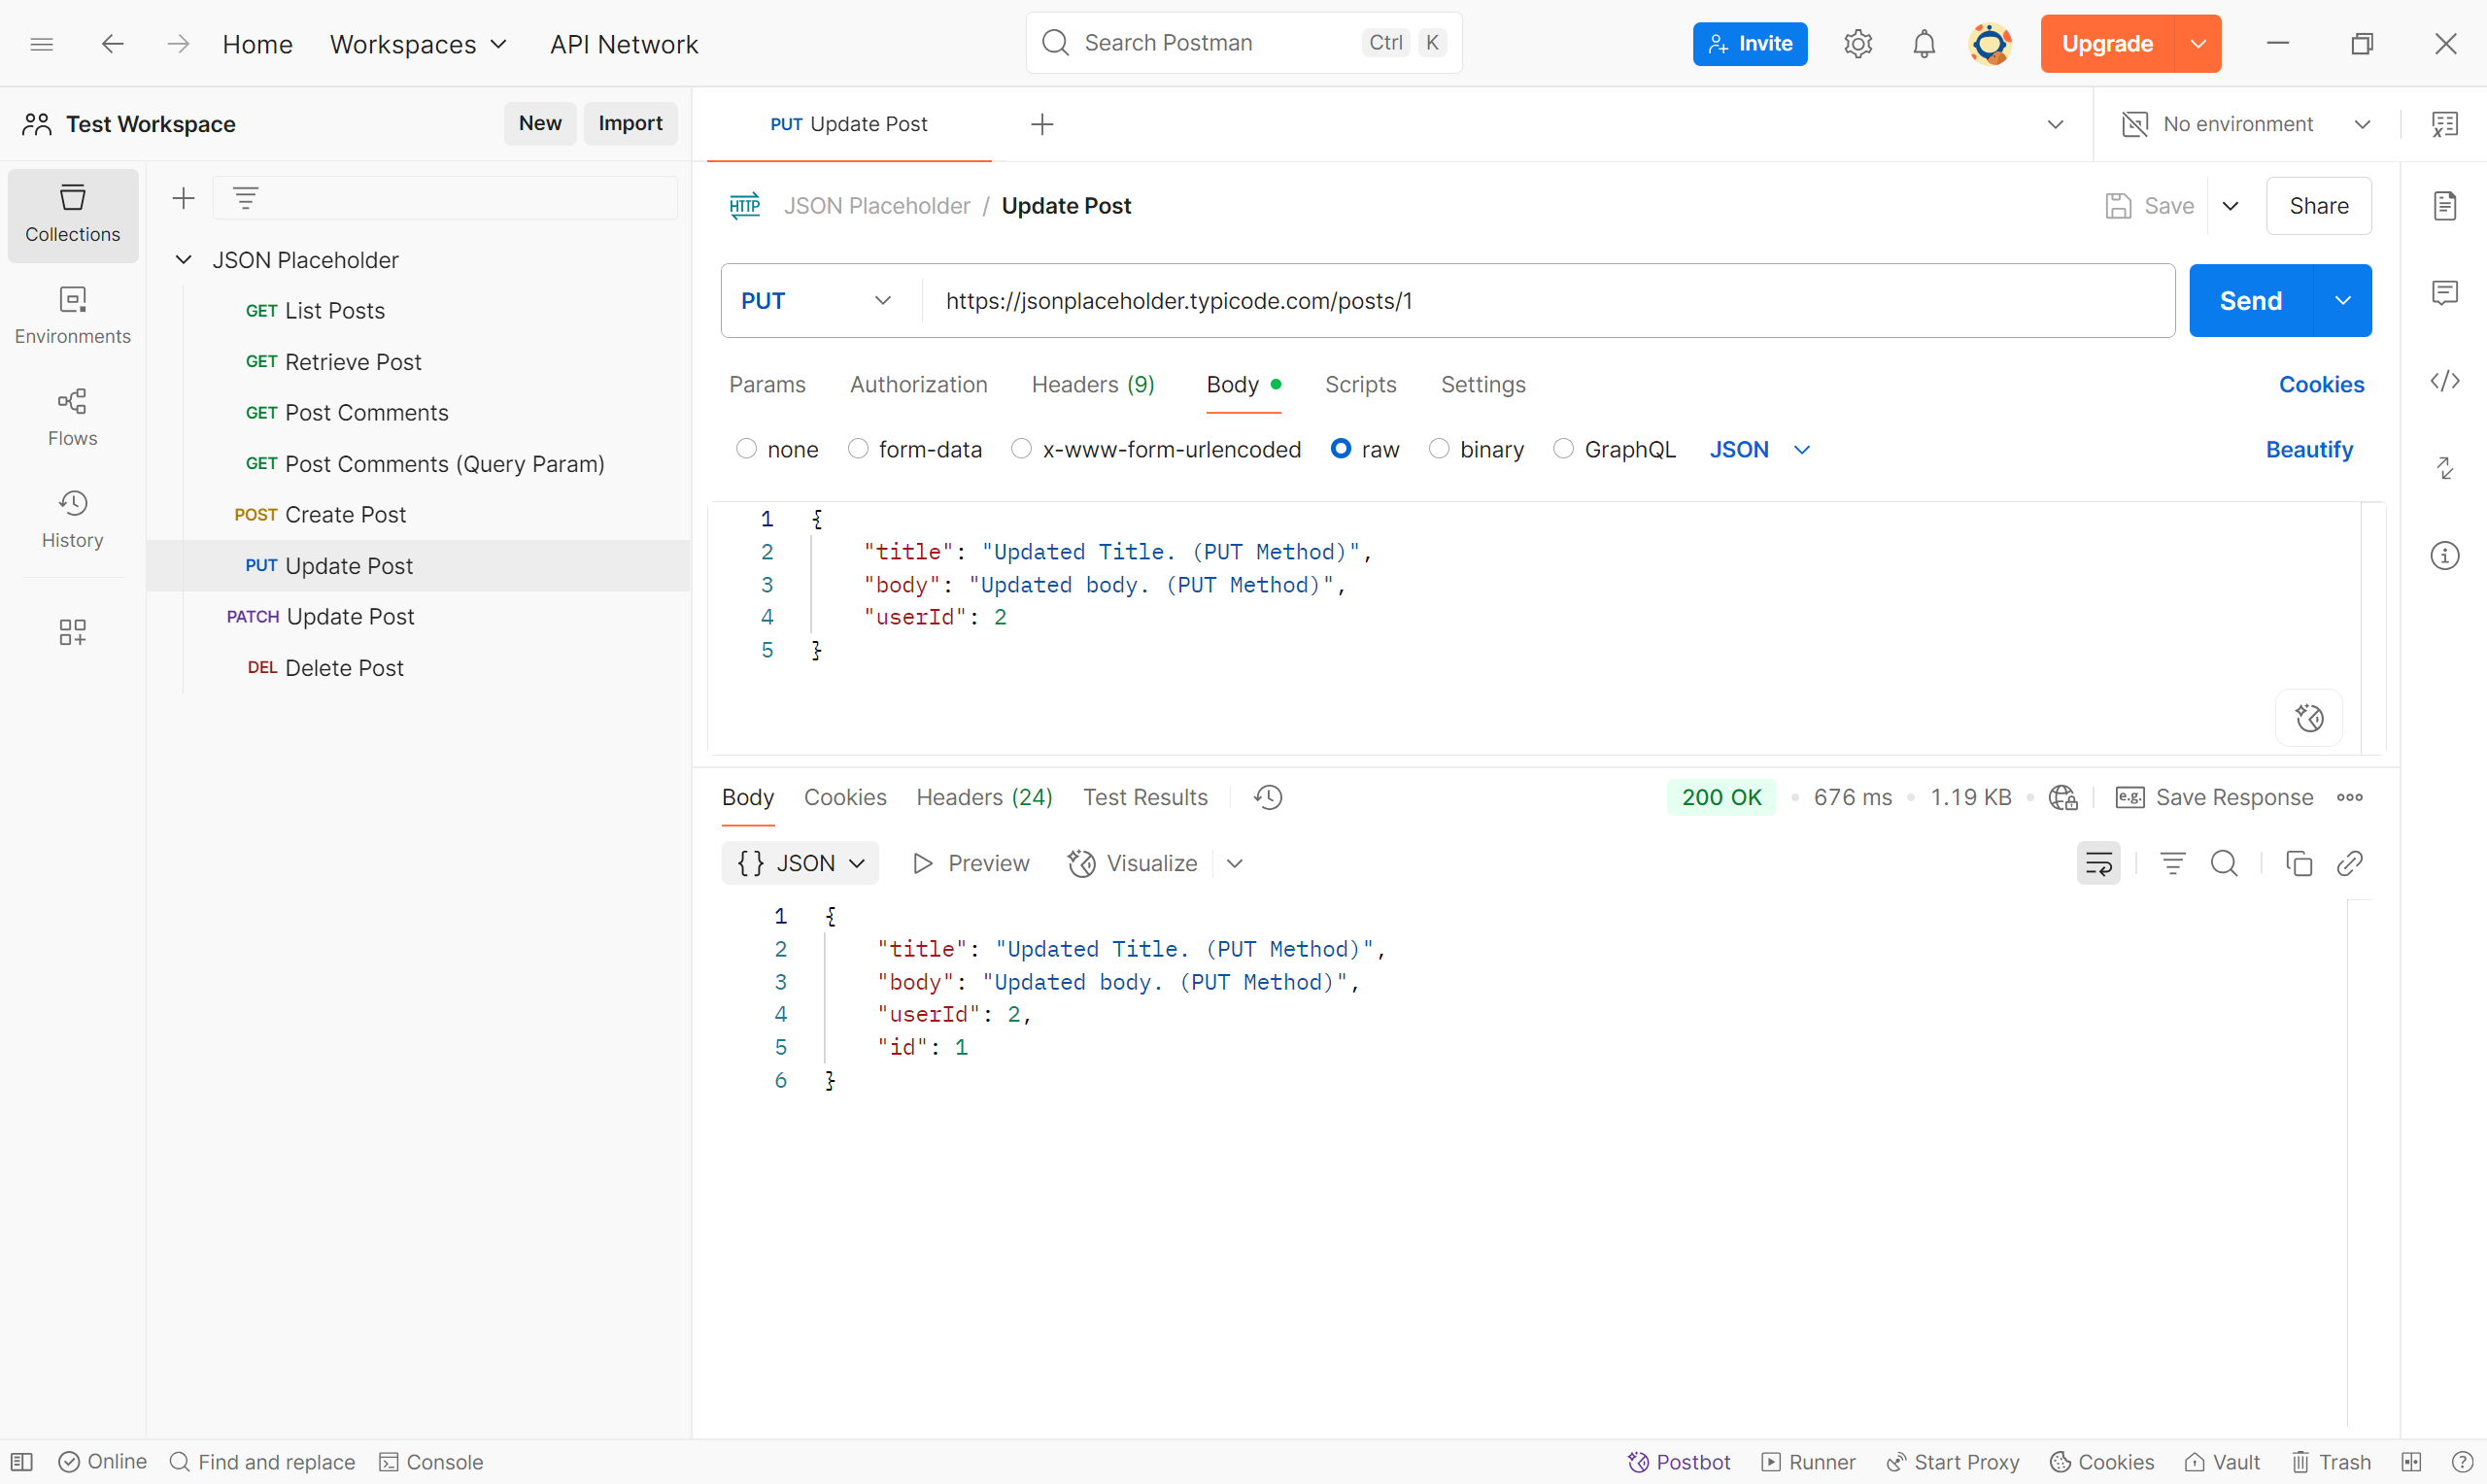 Home Workspaces API Network Search Postman Ctrl K Invite Upgrade
Test Workspace New Import
PUT Update Post No environment
Collections
Environments
Flows
History
JSON Placeholder
GET List Posts
GET Retrieve Post
GET Post Comments
GET Post Comments (Query Param)
POST Create Post
PUT Update Post
PATCH Update Post
DEL Delete Post
HTTP JSON Placeholder / Update Post Save Share
PUT https://jsonplaceholder.typicode.com/posts/1 Send
Params Authorization Headers (9) Body Scripts Settings Cookies
none form-data x-www-form-urlencoded raw binary GraphQL JSON Beautify
1 {
2 "title": "Updated Title. (PUT Method)",
3 "body": "Updated body. (PUT Method)",
4 "userId": 2
5 }
Body Cookies Headers (24) Test Results 200 OK 676 ms 1.19 KB e.g. Save Response
{} JSON Preview Visualize
1 {
2 "title": "Updated Title. (PUT Method)",
3 "body": "Updated body. (PUT Method)",
4 "userId": 2,
5 "id": 1
6 }
Online Find and replace Console Postbot Runner Start Proxy Cookies Vault Trash